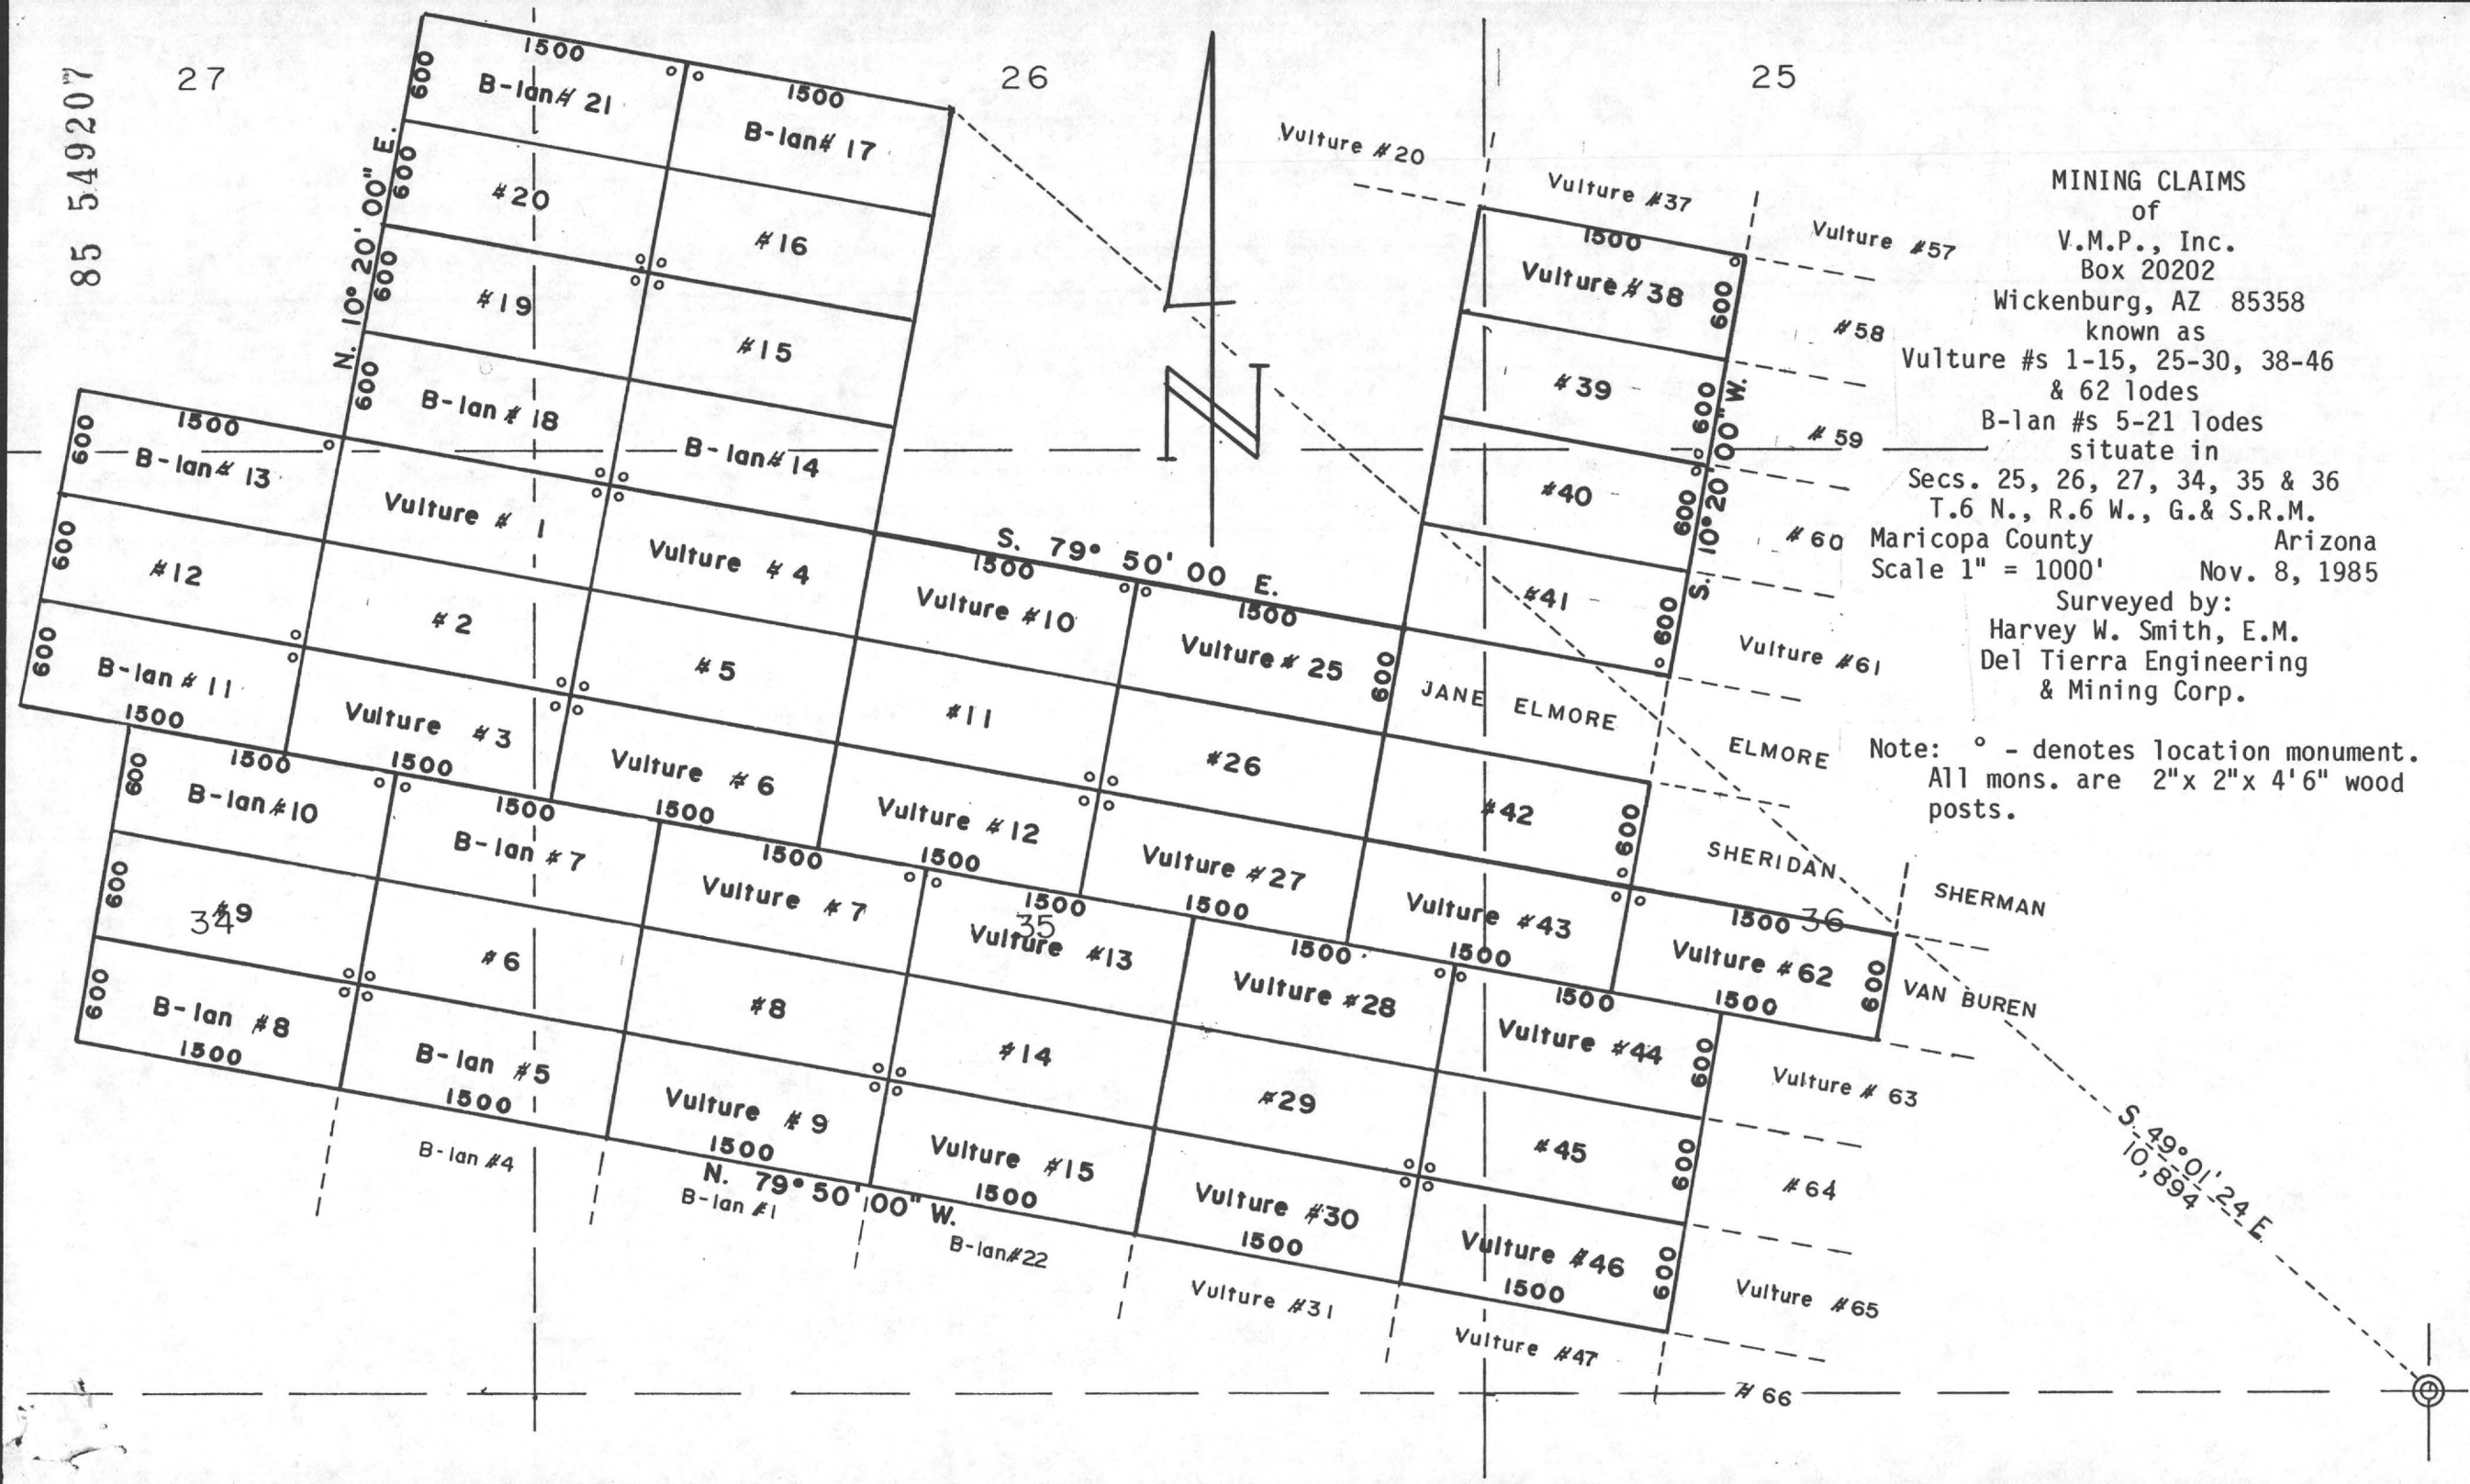 85 549207
27
26
25
1500
600
B-lan# 21
1500
B-lan# 17
600
#20
#16
N. 10° 20' 00" E.
600
#19
#15
600
B-lan # 18
B-lan# 14
Vulture #20
Vulture #37
Vulture #57
1500
Vulture # 38
600
#58
#39
600
#59
#40
600
S. 10° 20' 00" W.
#60
#41
600
Vulture #61
N
1500
600
B-lan# 13
Vulture # 1
Vulture #4
S. 79° 50' 00 E.
1500
Vulture #10
1500
Vulture # 25
600
JANE ELMORE
ELMORE
600
#12
#2
#5
#11
#26
#42
600
SHERIDAN
SHERMAN
600
B-lan # 11
1500
Vulture #3
1500
Vulture #6
1500
Vulture #12
1500
Vulture #27
1500
Vulture #43
1500
1500
36
Vulture #62
1500
600
VAN BUREN
600
1500
B-lan#10
1500
B-lan #7
1500
Vulture #7
1500
Vulture #13
1500
Vulture #28
1500
Vulture #44
600
Vulture # 63
600
#9
34
#6
#8
35
#14
#29
#45
600
#64
600
B-lan #8
1500
B-lan #5
1500
Vulture #9
1500
Vulture #15
1500
Vulture #30
1500
Vulture #46
1500
600
Vulture #65
N. 79° 50' 00" W.
B-lan #4
B-lan #1
B-lan#22
Vulture #31
Vulture #47
# 66
S. 49° 01' 24 E
10,894
MINING CLAIMS
of
V.M.P., Inc.
Box 20202
Wickenburg, AZ 85358
known as
Vulture #s 1-15, 25-30, 38-46
& 62 lodes
B-lan #s 5-21 lodes
situate in
Secs. 25, 26, 27, 34, 35 & 36
T.6 N., R.6 W., G.& S.R.M.
Maricopa County Arizona
Scale 1" = 1000' Nov. 8, 1985
Surveyed by:
Harvey W. Smith, E.M.
Del Tierra Engineering
& Mining Corp.
Note: ° - denotes location monument.
All mons. are 2"x 2"x 4'6" wood
posts.